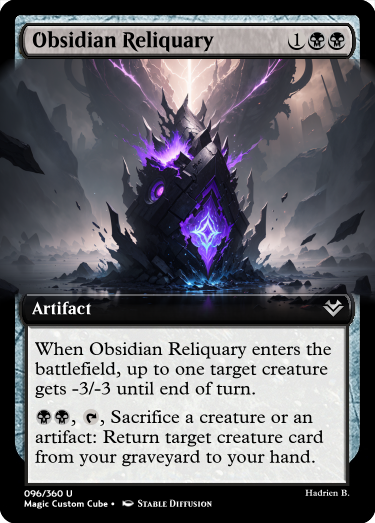 Obsidian Reliquary 1
Artifact
When Obsidian Reliquary enters the
battlefield, up to one target creature
gets -3/-3 until end of turn.
, , Sacrifice a creature or an
artifact: Return target creature card
from your graveyard to your hand.
096/360 U
Hadrien B.
Magic Custom Cube • Stable Diffusion